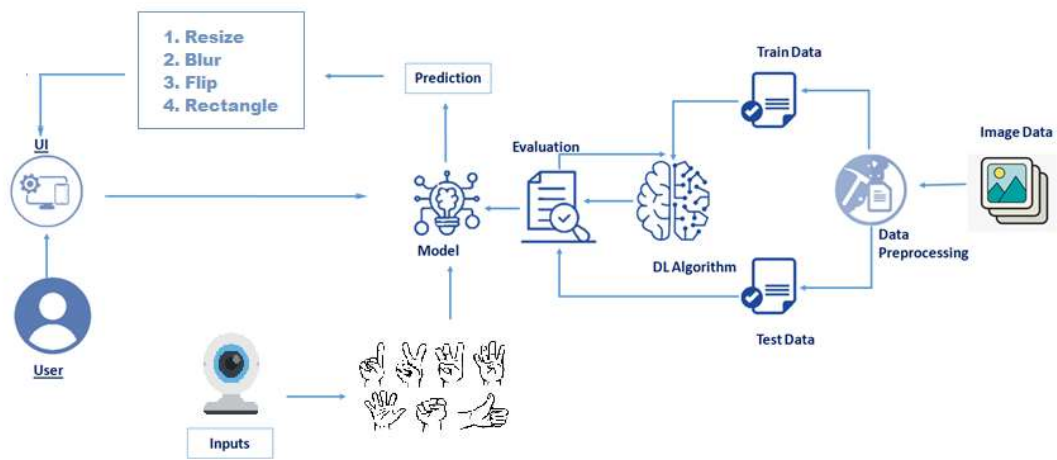 1. Resize
2. Blur
3. Flip
4. Rectangle
Prediction
Train Data
Image Data
UI
Evaluation
Model
DL Algorithm
Data
Preprocessing
User
Test Data
Inputs